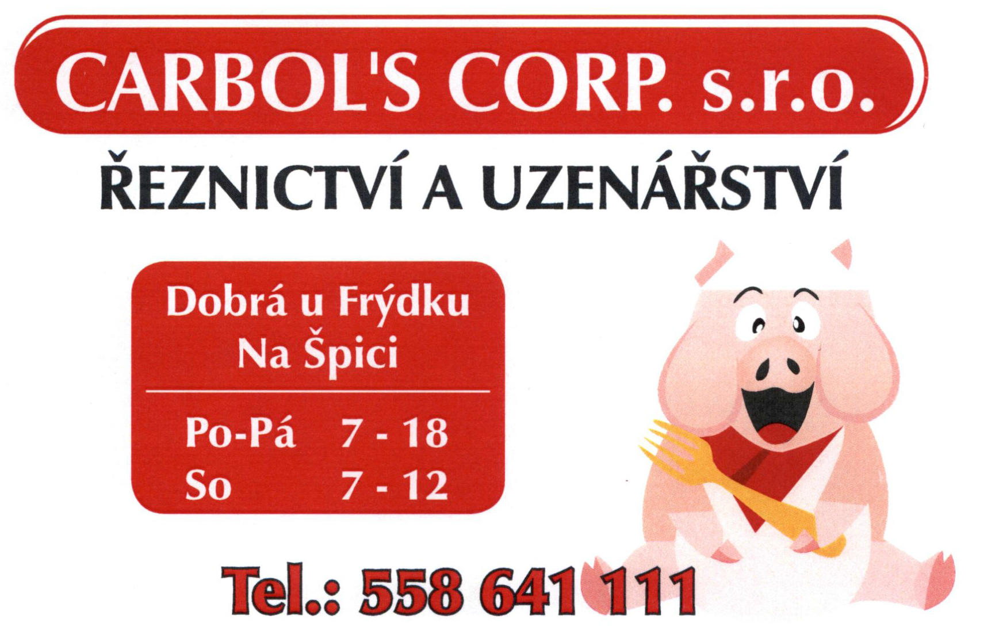 CARBOL'S CORP. s.r.o.
ŘEZNICTVÍ A UZENÁŘSTVÍ
Dobrá u Frýdku
Na Špici
Po-Pá 7 - 18
So 7 - 12
Tel.: 558 641 111